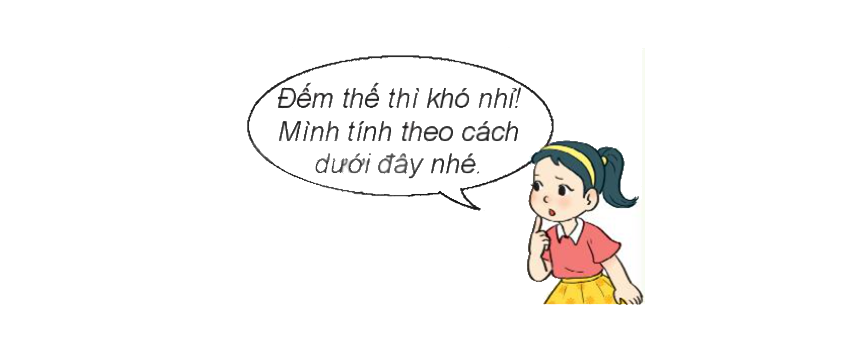 Đếm thế thì khó nhỉ!
Mình tính theo cách
dưới đây nhé.